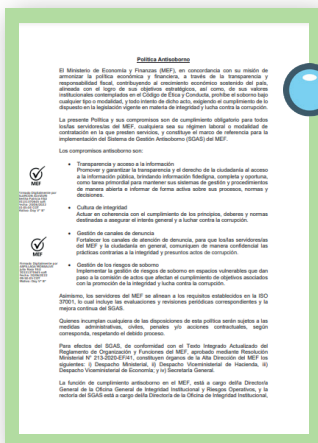 Política Antisoborno
El Ministerio de Economía y Finanzas (MEF), en concordancia con su misión de
armonizar la política económica y financiera, a través de la transparencia y
responsabilidad fiscal, contribuyendo al crecimiento económico sostenido del país,
alineada con el logro de sus objetivos estratégicos, así como, de sus valores
institucionales contemplados en el Código de Ética y Conducta, prohíbe el soborno bajo
cualquier tipo o modalidad, y todo intento de dicho acto, exigiendo el cumplimiento de lo
dispuesto en la legislación vigente en materia de integridad y lucha contra la corrupción.
La presente Política y sus compromisos son de cumplimiento obligatorio para todos
los/las servidores/as del MEF, cualquiera sea su régimen laboral o modalidad de
contratación en la que presten servicios, y constituye el marco de referencia para la
implementación del Sistema de Gestión Antisoborno (SGAS) del MEF.
Los compromisos antisoborno son:
• Transparencia y acceso a la información
Promover y garantizar la transparencia y el derecho de la ciudadanía al acceso
a la información pública, brindando información fidedigna, completa y oportuna,
como tarea primordial para mantener sus sistemas de gestión y procedimientos
de manera abierta e informar de forma activa sobre sus procesos, normas y
decisiones.
• Cultura de integridad
Actuar en coherencia con el cumplimiento de los principios, deberes y normas
destinadas a asegurar el interés general y a luchar contra la corrupción.
• Gestión de canales de denuncia
Fortalecer los canales de atención de denuncia, para que los/las servidores/as
del MEF y la ciudadanía en general, comuniquen de manera confidencial las
prácticas contrarias a la integridad y presuntos actos de corrupción.
• Gestión de los riesgos de soborno
Implementar la gestión de riesgos de soborno en espacios vulnerables que dan
paso a la comisión de actos que afectan el cumplimiento de objetivos asociados
con la promoción de la integridad y lucha contra la corrupción.
Asimismo, los servidores del MEF se alinean a los requisitos establecidos en la ISO
37001, lo cual incluye las evaluaciones y revisiones periódicas correspondientes y la
mejora continua del SGAS.
Quienes incumplan cualquiera de las disposiciones de esta política serán sujetos a las
medidas administrativas, civiles, penales y/o acciones contractuales, según
corresponda, respetando el debido proceso.
Para efectos del SGAS, de conformidad con el Texto Integrado Actualizado del
Reglamento de Organización y Funciones del MEF, aprobado mediante Resolución
Ministerial N° 213-2020-EF/41, constituyen órganos de la Alta Dirección del MEF los
siguientes: i) Despacho Ministerial, ii) Despacho Viceministerial de Hacienda, iii)
Despacho Viceministerial de Economía; y iv) Secretaría General.
La función de cumplimiento antisoborno en el MEF, está a cargo del/la Director/a
General de la Oficina General de Integridad Institucional y Riesgos Operativos, y la
rectoría del SGAS está a cargo del/la Director/a de la Oficina de Integridad Institucional,
MEF
MEF